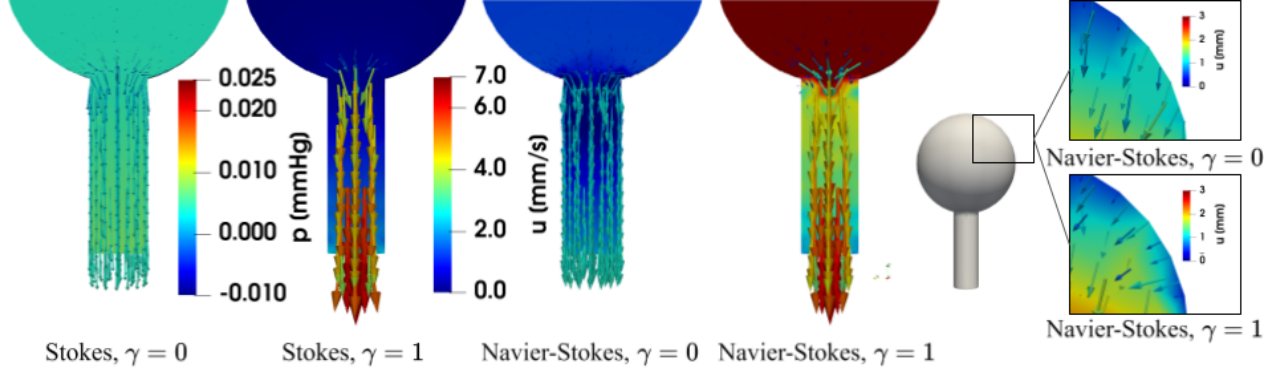 0.025
0.020
0.010
0.000
-0.010
p (mmHg)
7.0
6.0
4.0
2.0
0.0
u (mm/s)
3
2
1
0
u (mm)
Navier-Stokes, γ = 0
3
2
1
0
u (mm)
Navier-Stokes, γ = 1
Stokes, γ = 0
Stokes, γ = 1
Navier-Stokes, γ = 0
Navier-Stokes, γ = 1